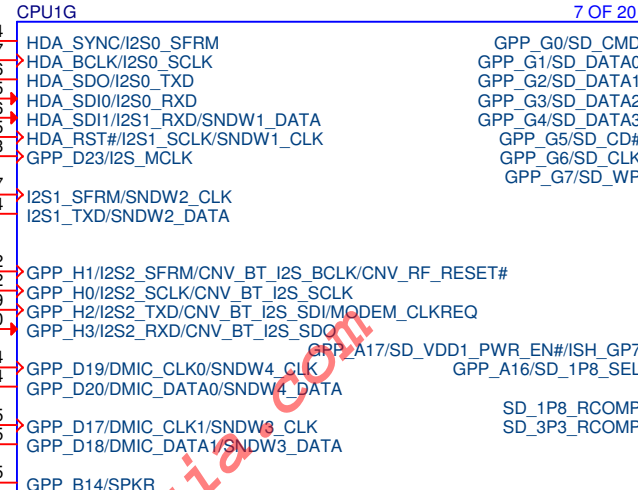 CPU1G 7 OF 20
HDA_SYNC/I2S0_SFRM GPP_G0/SD_CMD
HDA_BCLK/I2S0_SCLK GPP_G1/SD_DATA0
HDA_SDO/I2S0_TXD GPP_G2/SD_DATA1
HDA_SDI0/I2S0_RXD GPP_G3/SD_DATA2
HDA_SDI1/I2S1_RXD/SNDW1_DATA GPP_G4/SD_DATA3
HDA_RST#/I2S1_SCLK/SNDW1_CLK GPP_G5/SD_CD#
GPP_D23/I2S_MCLK GPP_G6/SD_CLK
GPP_G7/SD_WP
I2S1_SFRM/SNDW2_CLK
I2S1_TXD/SNDW2_DATA
GPP_H1/I2S2_SFRM/CNV_BT_I2S_BCLK/CNV_RF_RESET#
GPP_H0/I2S2_SCLK/CNV_BT_I2S_SCLK
GPP_H2/I2S2_TXD/CNV_BT_I2S_SDI/MODEM_CLKREQ
GPP_H3/I2S2_RXD/CNV_BT_I2S_SDO
GPP_A17/SD_VDD1_PWR_EN#/ISH_GP7
GPP_D19/DMIC_CLK0/SNDW4_CLK GPP_A16/SD_1P8_SEL
GPP_D20/DMIC_DATA0/SNDW4_DATA
SD_1P8_RCOMP
GPP_D17/DMIC_CLK1/SNDW3_CLK SD_3P3_RCOMP
GPP_D18/DMIC_DATA1/SNDW3_DATA
GPP_B14/SPKR
ia.com